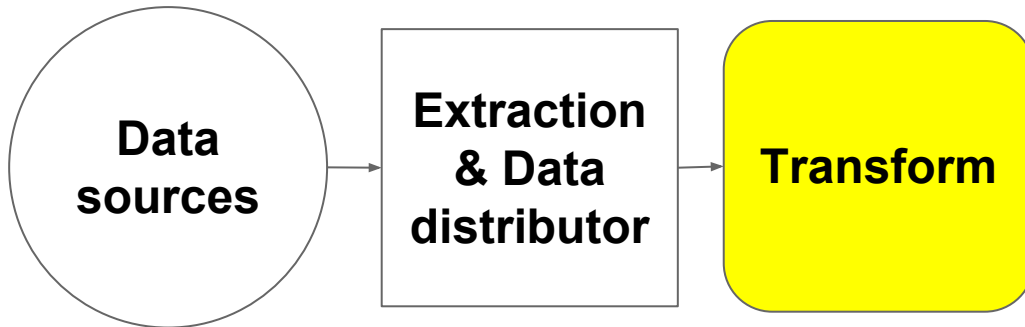 Data
sources
Extraction
& Data
distributor
Transform